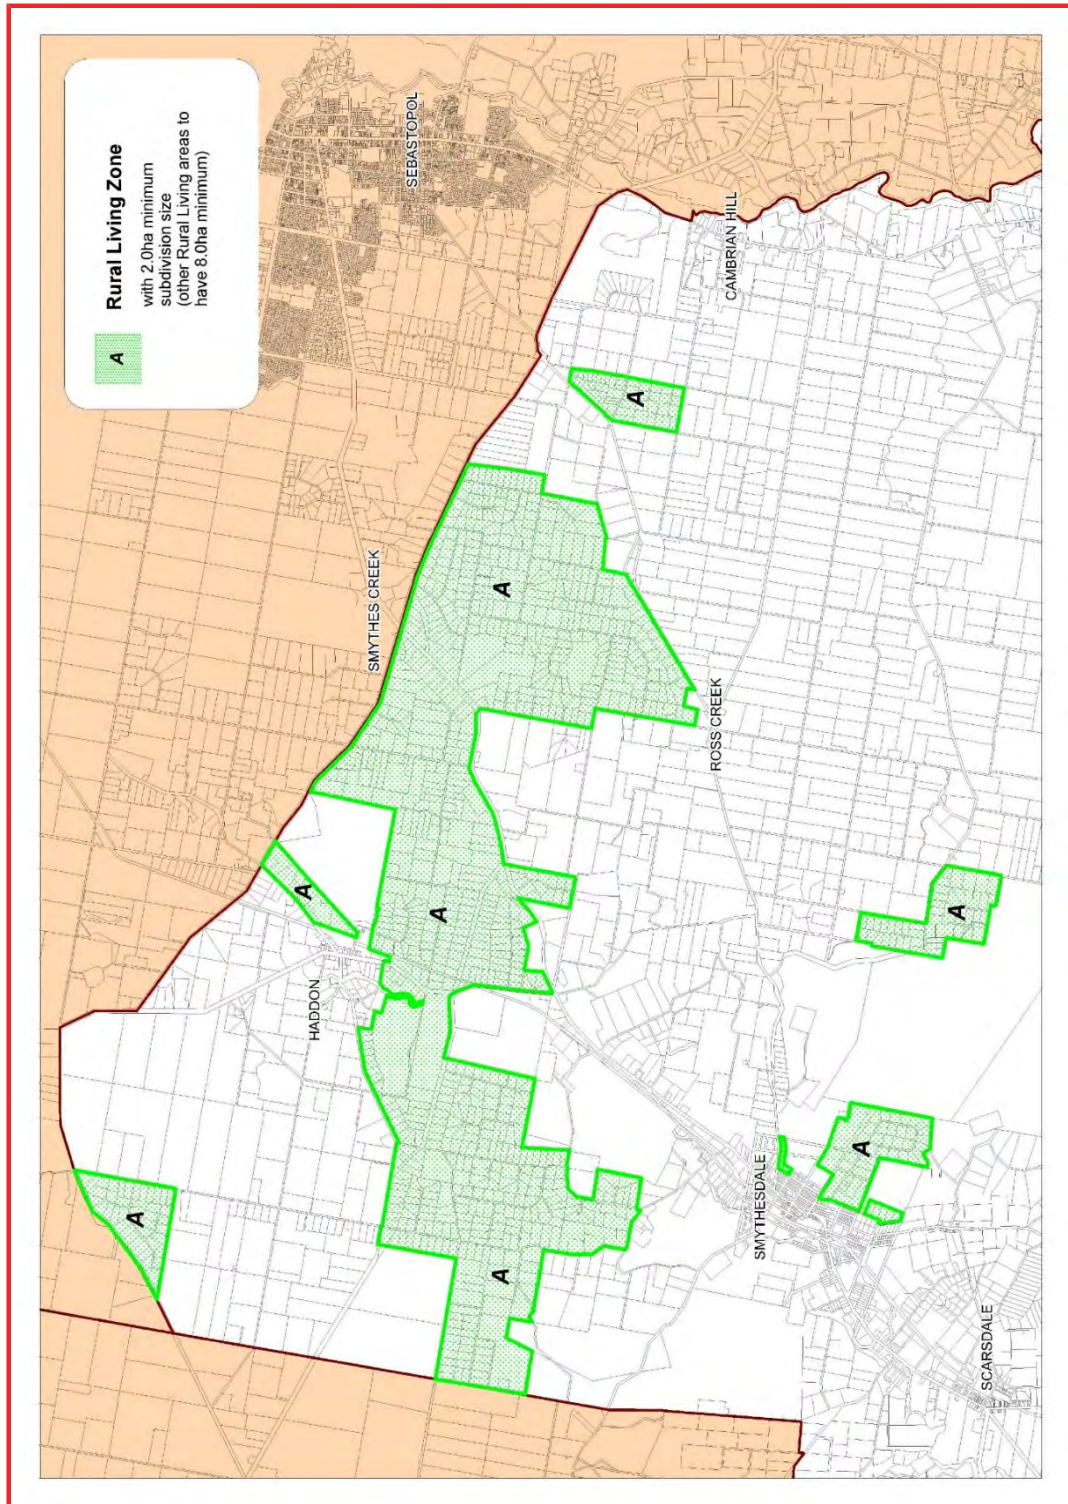 A
Rural Living Zone
with 2.0ha minimum
subdivision size
(other Rural Living areas to
have 8.0ha minimum)
SEBASTOPOL
CAMBRIAN HILL
A
SMYTHES CREEK
A
ROSS CREEK
A
A
A
HADDON
A
SMYTHESDALE
A
A
SCARSDALE